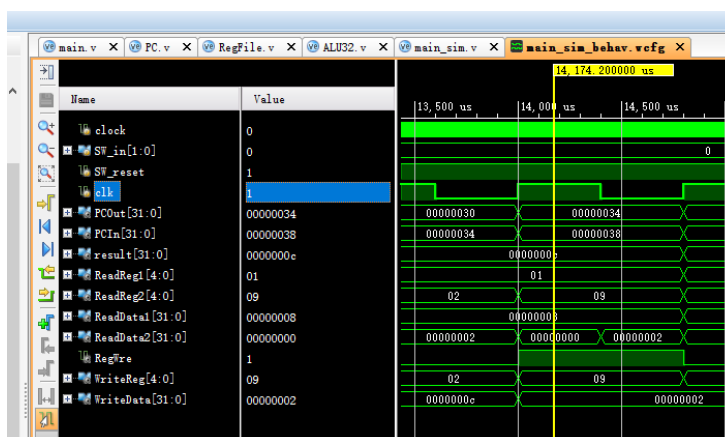 main.v × PC.v × RegFile.v × ALU32.v × main_sim.v × main_sim_behav.wcfg ×
14,174.200000 us
Name Value
13,500 us 14,000 us 14,500 us
clock 0
SW_in[1:0] 0 0
SW_reset 1
clk 1
PCOut[31:0] 00000034 00000030 00000034
PCIn[31:0] 00000038 00000034 00000038
result[31:0] 0000000c 0000000c
ReadReg1[4:0] 01 01
ReadReg2[4:0] 09 02 09
ReadData1[31:0] 00000008 00000008
ReadData2[31:0] 00000000 00000002 00000000 00000002
RegWre 1
WriteReg[4:0] 09 02 09
WriteData[31:0] 00000002 0000000c 00000002